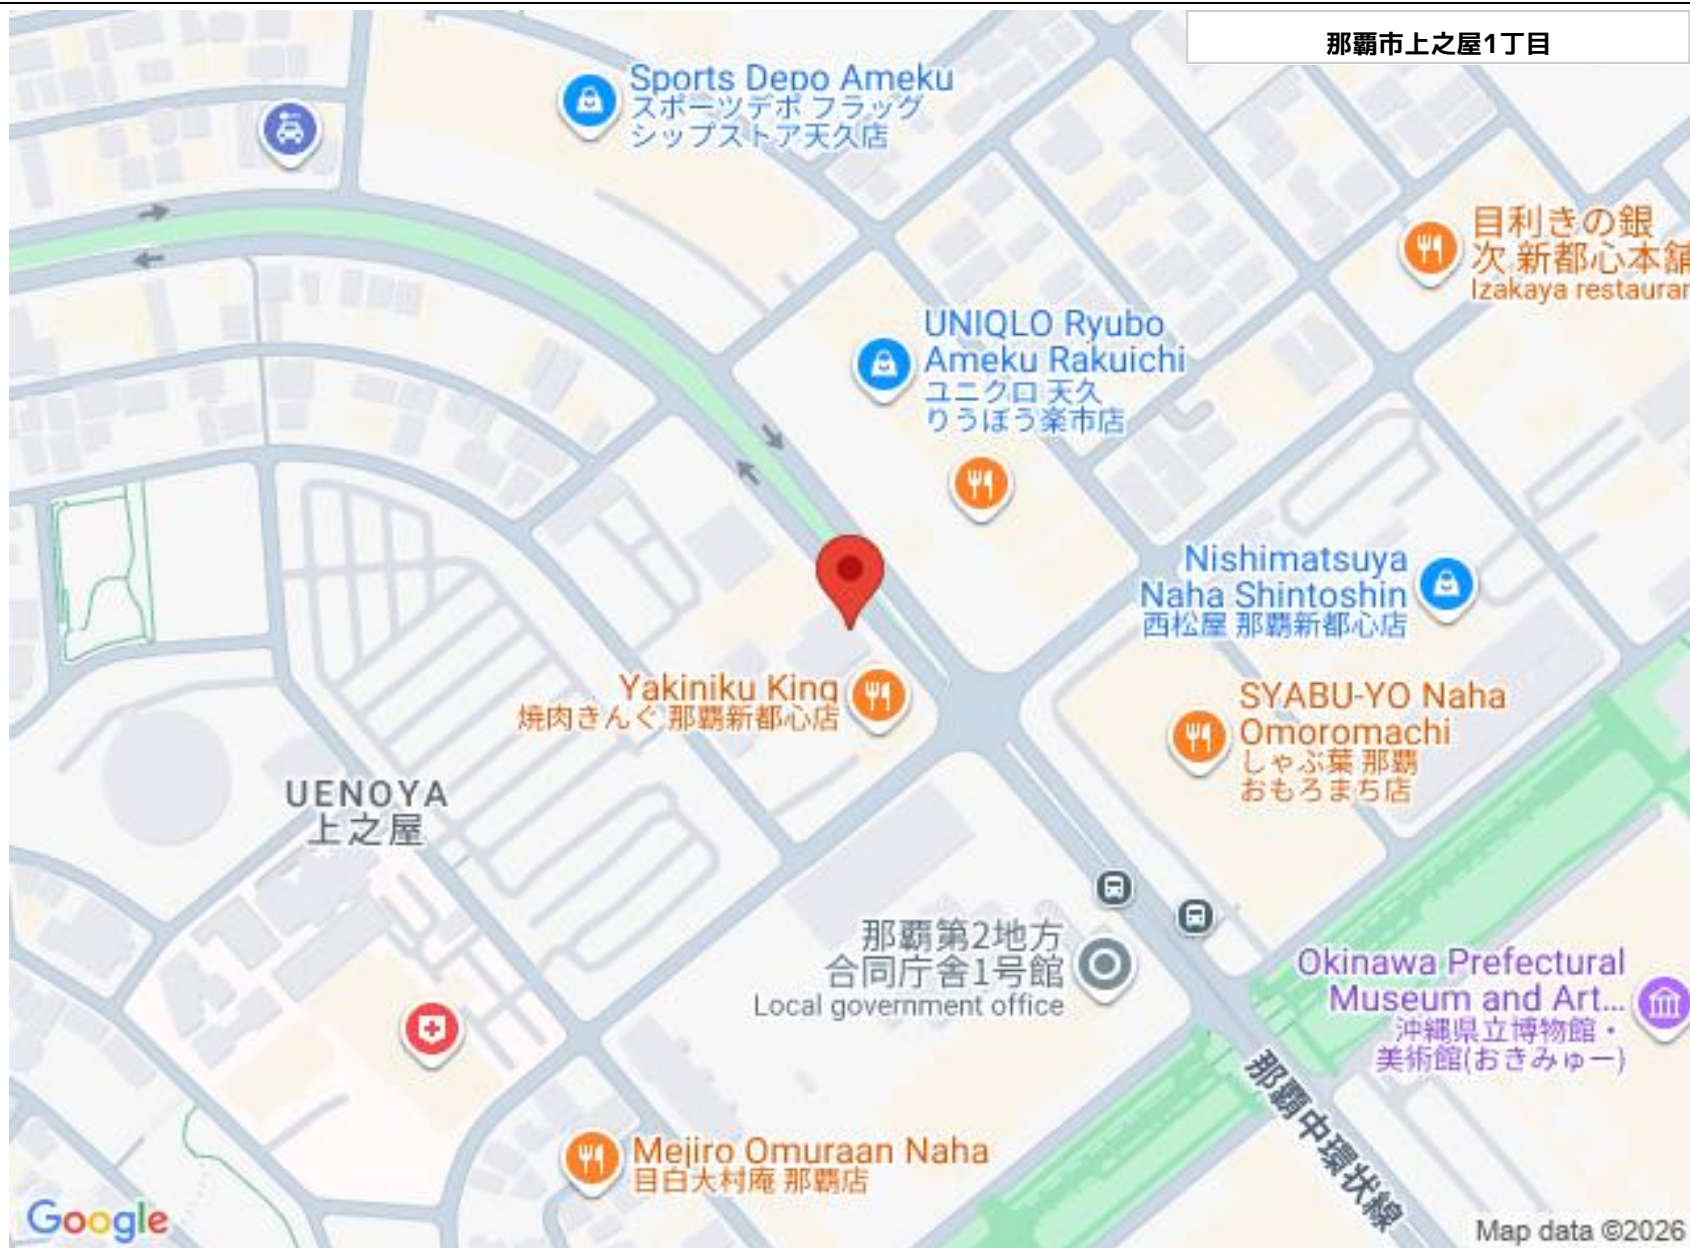 那覇市上之屋1丁目
Sports Depo Ameku
スポーツデポ フラッグ
シップストア天久店
目利きの銀
次 新都心本舗
Izakaya restauran
UNIQLO Ryubo
Ameku Rakuichi
ユニクロ 天久
りうぼう楽市店
Nishimatsuya
Naha Shintoshin
西松屋 那覇新都心店
Yakiniku King
焼肉きんぐ 那覇新都心店
SYABU-YO Naha
Omoromachi
しゃぶ葉 那覇
おもろまち店
UENOYA
上之屋
那覇第2地方
合同庁舎1号館
Local government office
Okinawa Prefectural
Museum and Art...
沖縄県立博物館・
美術館(おきみゅー)
那覇中環状線
Mejiro Omuraan Naha
目白大村庵 那覇店
Google
Map data ©2026